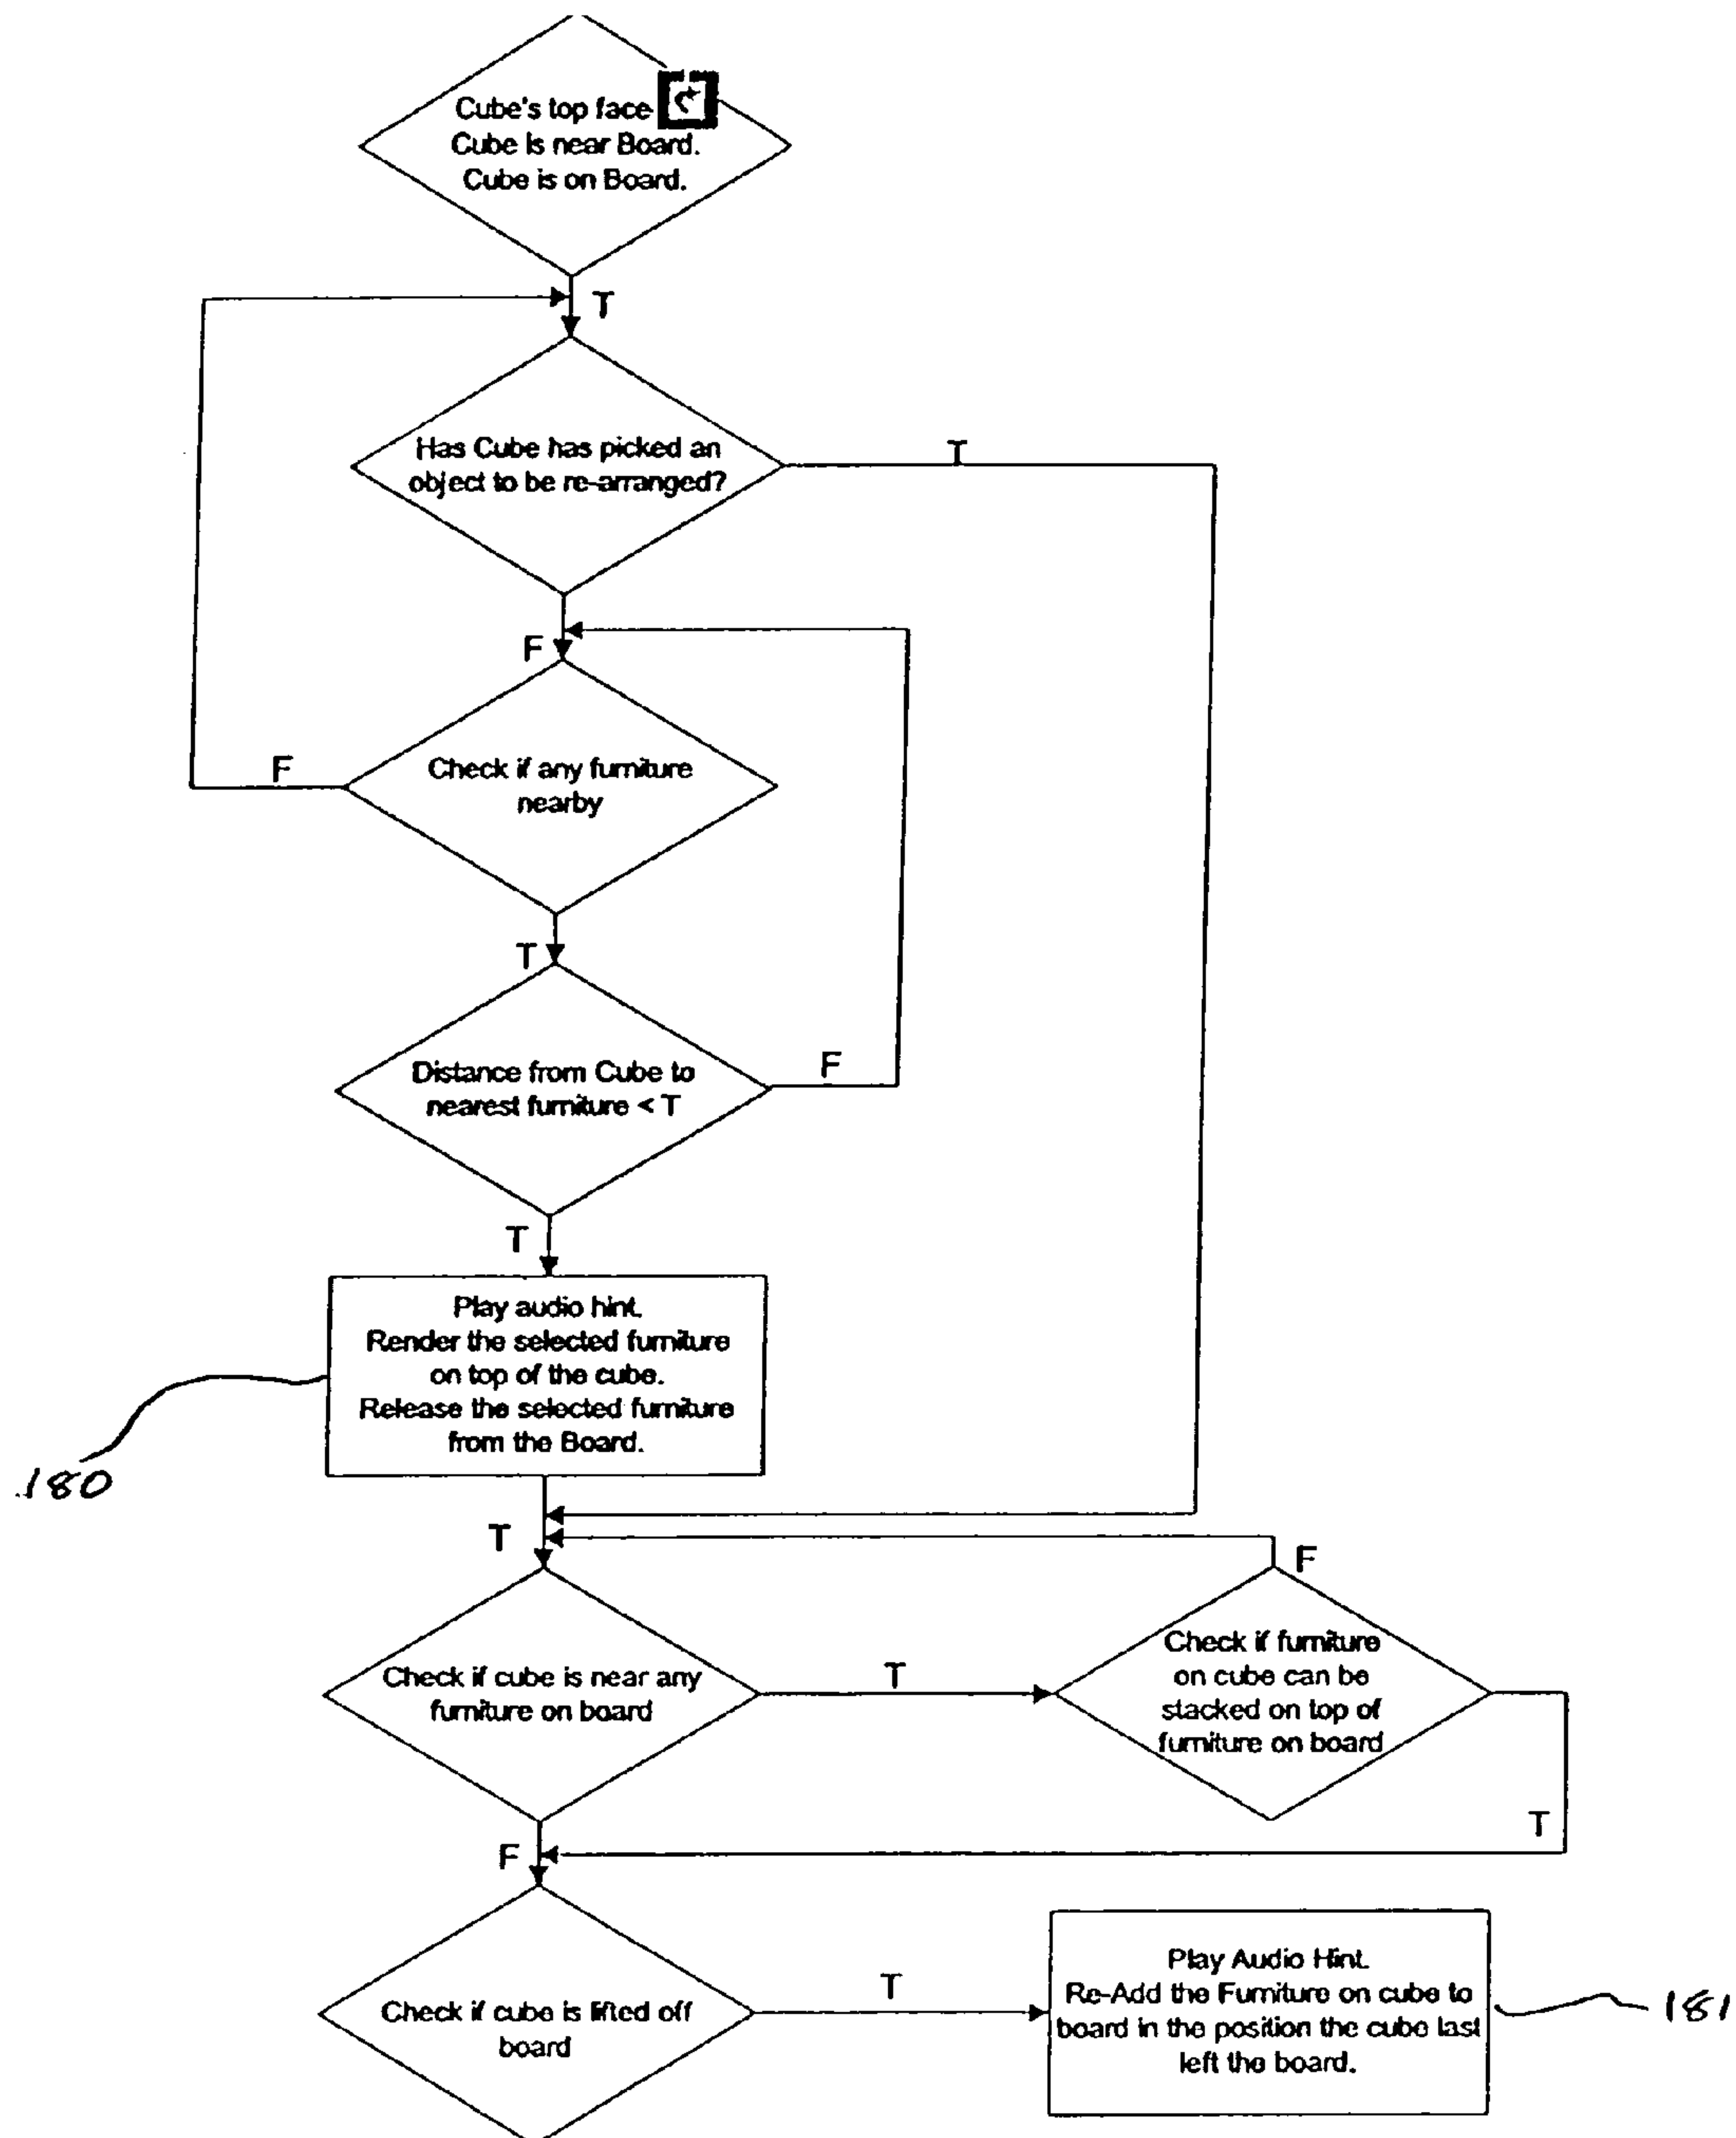 Cube's top face
Cube is near Board.
Cube is on Board.
T
Has Cube has picked an
object to be re-arranged?
T
F
Check if any furniture
nearby
F
T
Distance from Cube to
nearest furniture < T
F
T
Play audio hint.
Render the selected furniture
on top of the cube.
Release the selected furniture
from the Board.
180
T
F
Check if cube is near any
furniture on board
T
Check if furniture
on cube can be
stacked on top of
furniture on board
T
F
Check if cube is lifted off
board
T
Play Audio Hint.
Re-Add the Furniture on cube to
board in the position the cube last
left the board.
181